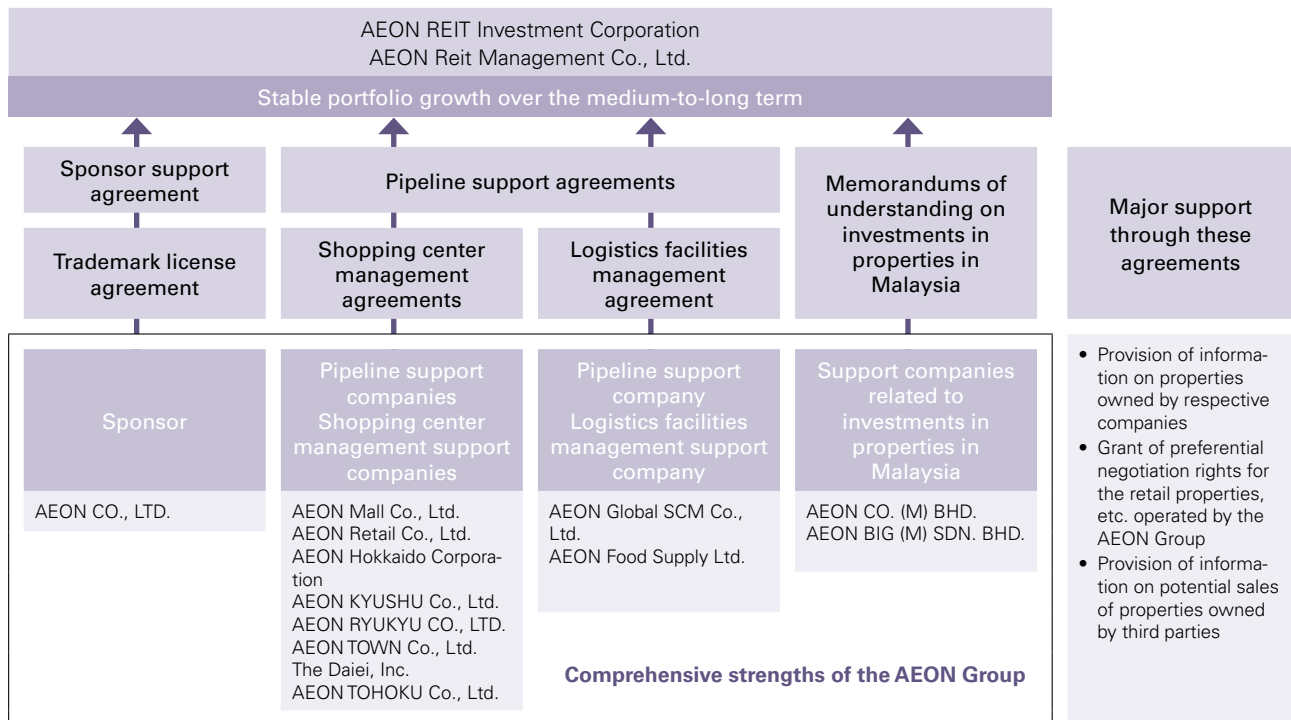 AEON REIT Investment Corporation
AEON Reit Management Co., Ltd.
Stable portfolio growth over the medium-to-long term
Sponsor support
agreement
Trademark license
agreement
Pipeline support agreements
Shopping center
management
agreements
Logistics facilities
management
agreement
Memorandums of
understanding on
investments in
properties in
Malaysia
Major support
through these
agreements
Sponsor
AEON CO., LTD.
Pipeline support
companies
Shopping center
management support
companies
AEON Mall Co., Ltd.
AEON Retail Co., Ltd.
AEON Hokkaido Corpora-
tion
AEON KYUSHU Co., Ltd.
AEON RYUKYU CO., LTD.
AEON TOWN Co., Ltd.
The Daiei, Inc.
AEON TOHOKU Co., Ltd.
Pipeline support
company
Logistics facilities
management support
company
AEON Global SCM Co.,
Ltd.
AEON Food Supply Ltd.
Support companies
related to
investments in
properties in
Malaysia
AEON CO. (M) BHD.
AEON BIG (M) SDN. BHD.
Comprehensive strengths of the AEON Group
• Provision of informa-
tion on properties
owned by respective
companies
• Grant of preferential
negotiation rights for
the retail properties,
etc. operated by the
AEON Group
• Provision of informa-
tion on potential sales
of properties owned
by third parties